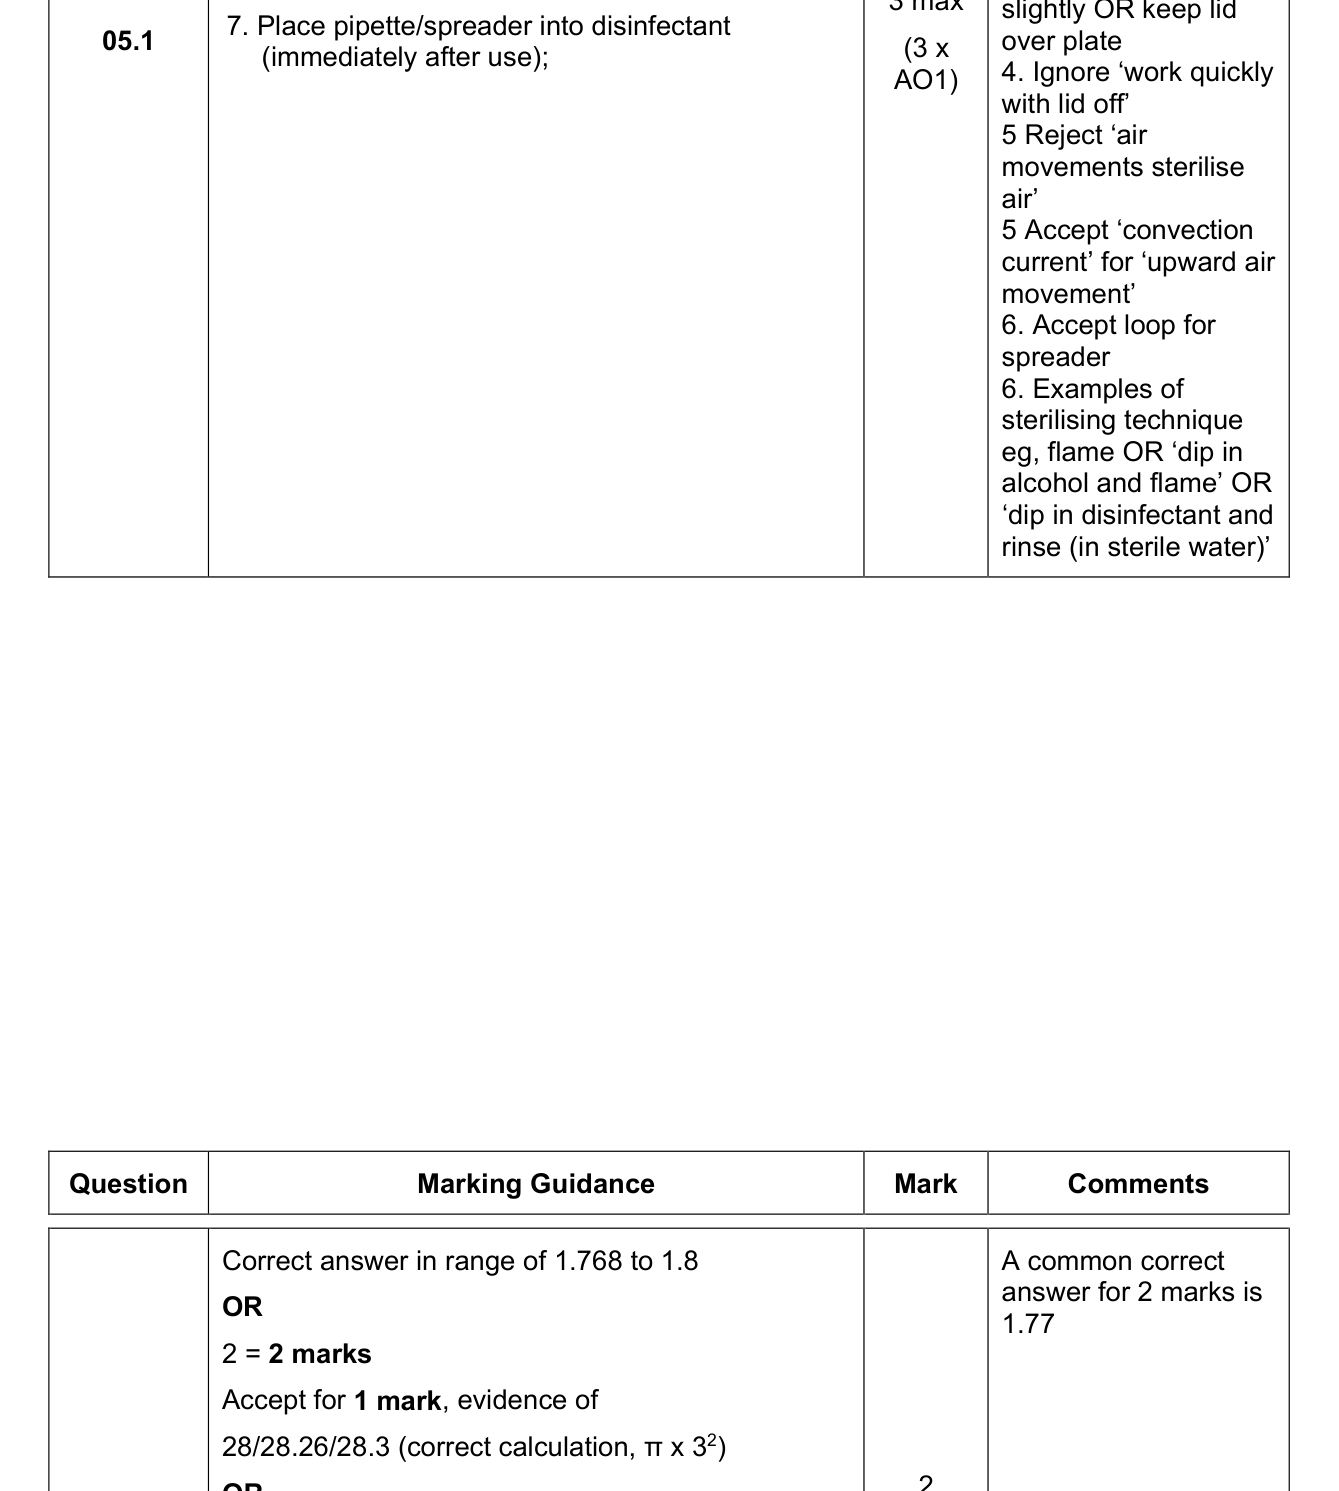 05.1
7. Place pipette/spreader into disinfectant
(immediately after use);
3 max
(3 x
AO1)
slightly OR keep lid
over plate
4. Ignore ‘work quickly
with lid off’
5 Reject ‘air
movements sterilise
air’
5 Accept ‘convection
current’ for ‘upward air
movement’
6. Accept loop for
spreader
6. Examples of
sterilising technique
eg, flame OR ‘dip in
alcohol and flame’ OR
‘dip in disinfectant and
rinse (in sterile water)’
Question
Marking Guidance
Mark
Comments
Correct answer in range of 1.768 to 1.8
OR
2 = 2 marks
Accept for 1 mark, evidence of
28/28.26/28.3 (correct calculation, π x 3²)
OR
2
A common correct
answer for 2 marks is
1.77